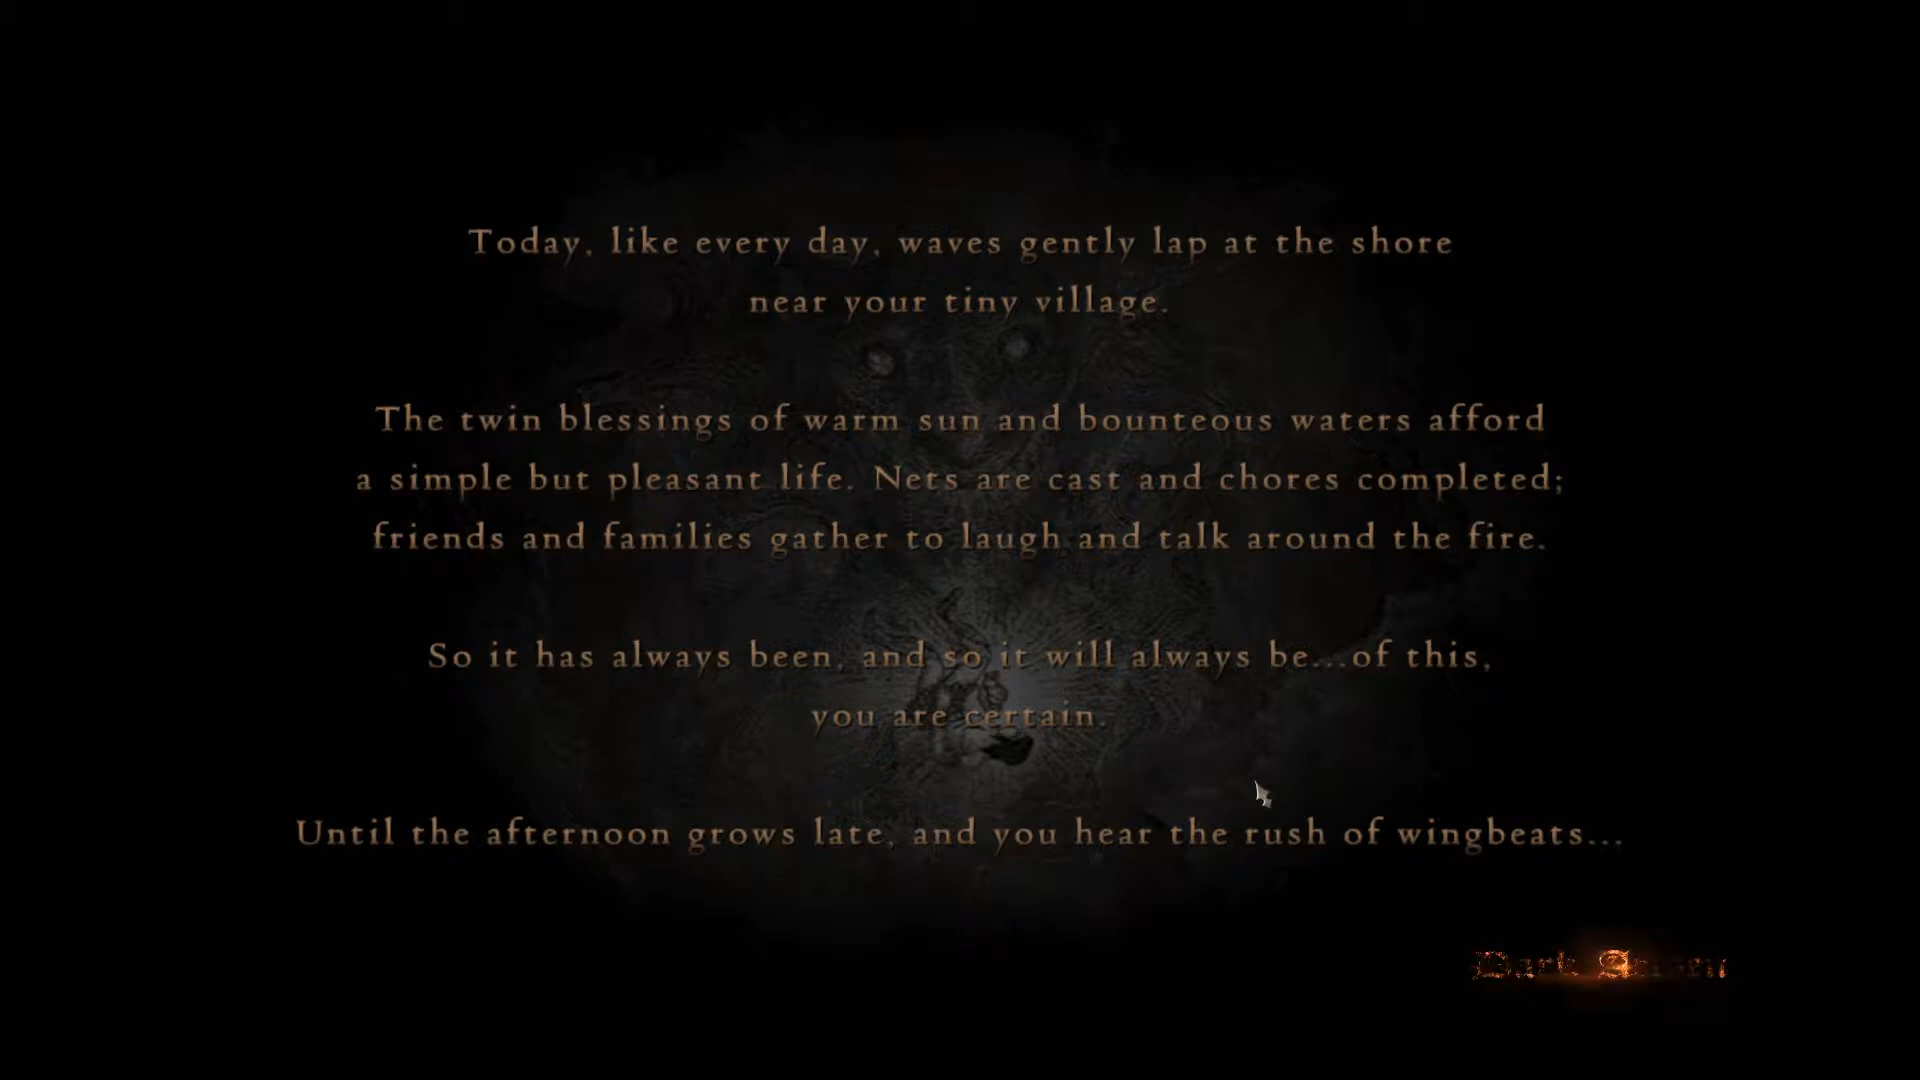 Today, like every day, waves gently lap at the shore
near your tiny village.
The twin blessings of warm sun and bounteous waters afford
a simple but pleasant life. Nets are cast and chores completed;
friends and families gather to laugh and talk around the fire.
So it has always been, and so it will always be...of this,
you are certain.
Until the afternoon grows late, and you hear the rush of wingbeats...
Dark